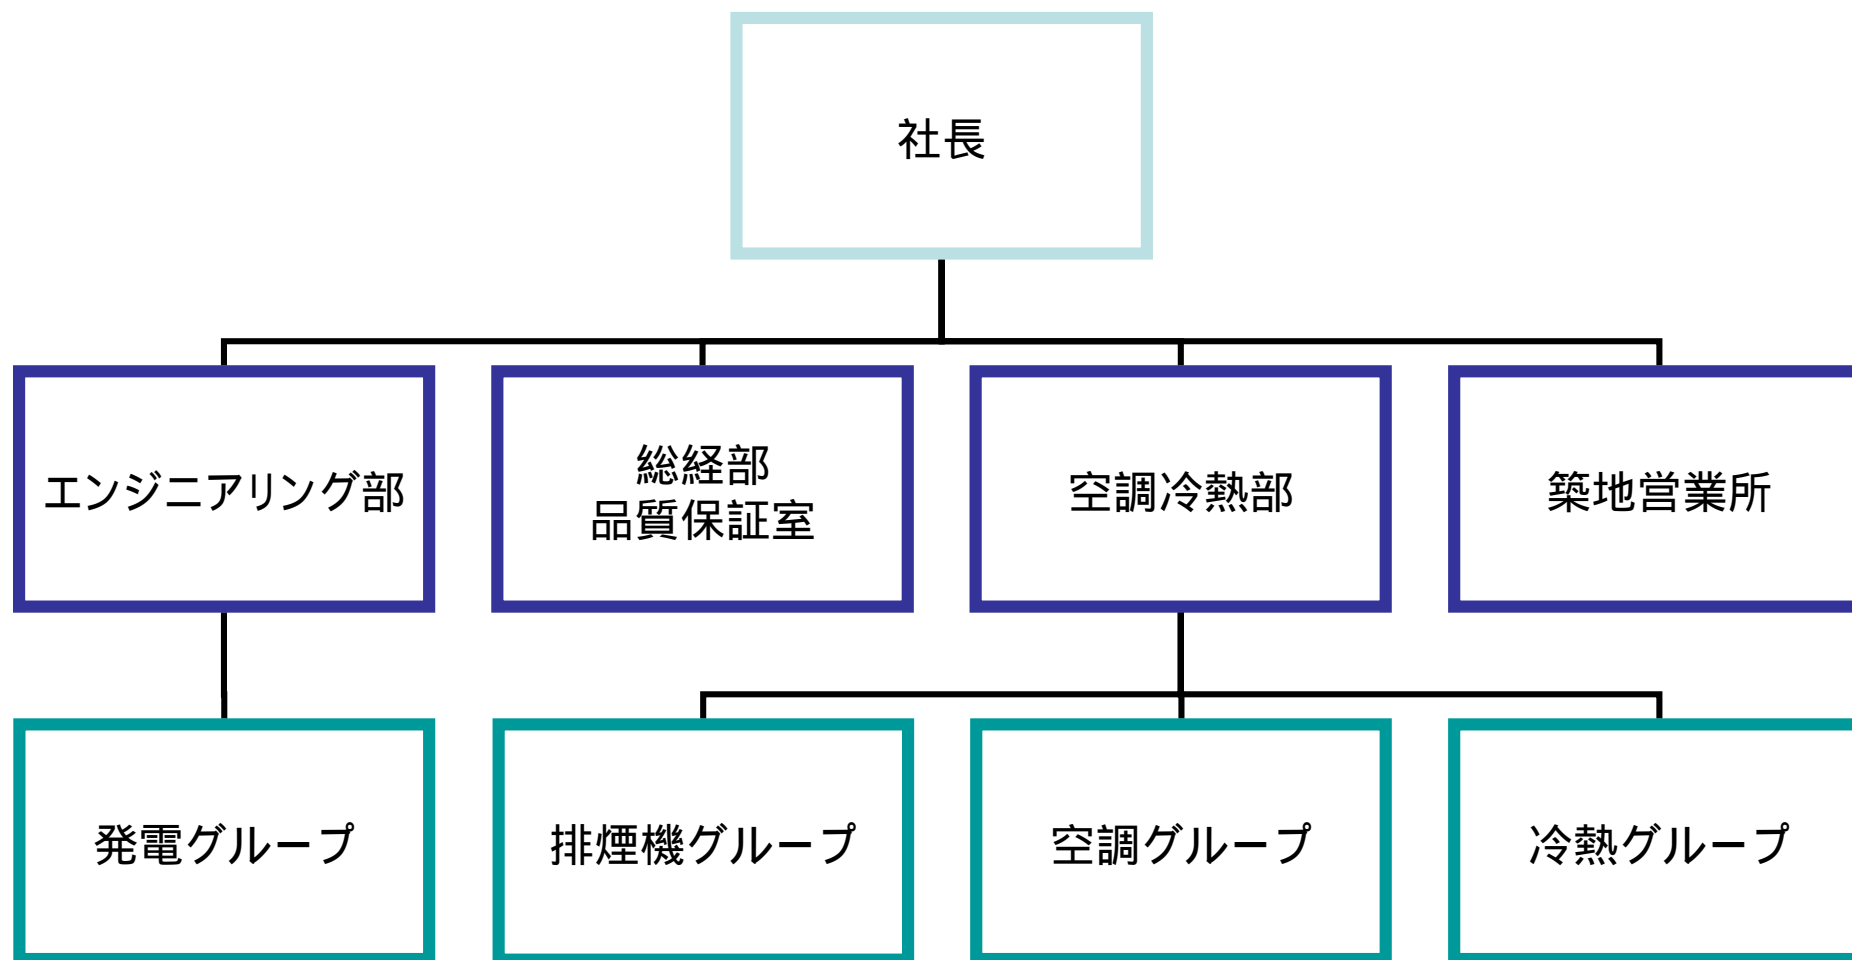 社長
エンジニアリング部
総経部
品質保証室
空調冷熱部
築地営業所
発電グループ
排煙機グループ
空調グループ
冷熱グループ